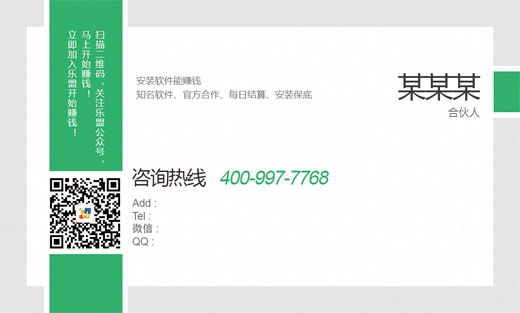 扫描二维码，关注乐盟公众号，
马上开始赚钱！
立即加入乐盟开始赚钱！
安装软件能赚钱
知名软件、官方合作、每日结算、安装保底
某某某
合伙人
咨询热线 400-997-7768
Add :
Tel :
微信 :
QQ :